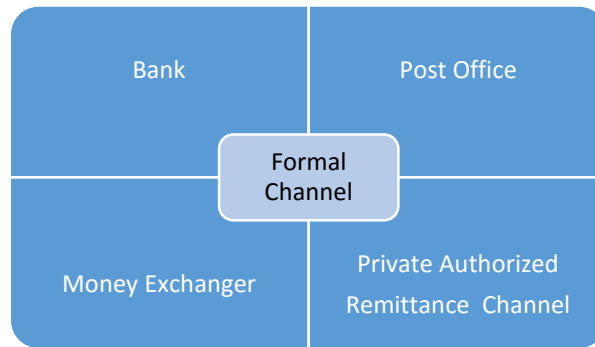 Bank
Post Office
Formal
Channel
Money Exchanger
Private Authorized
Remittance Channel